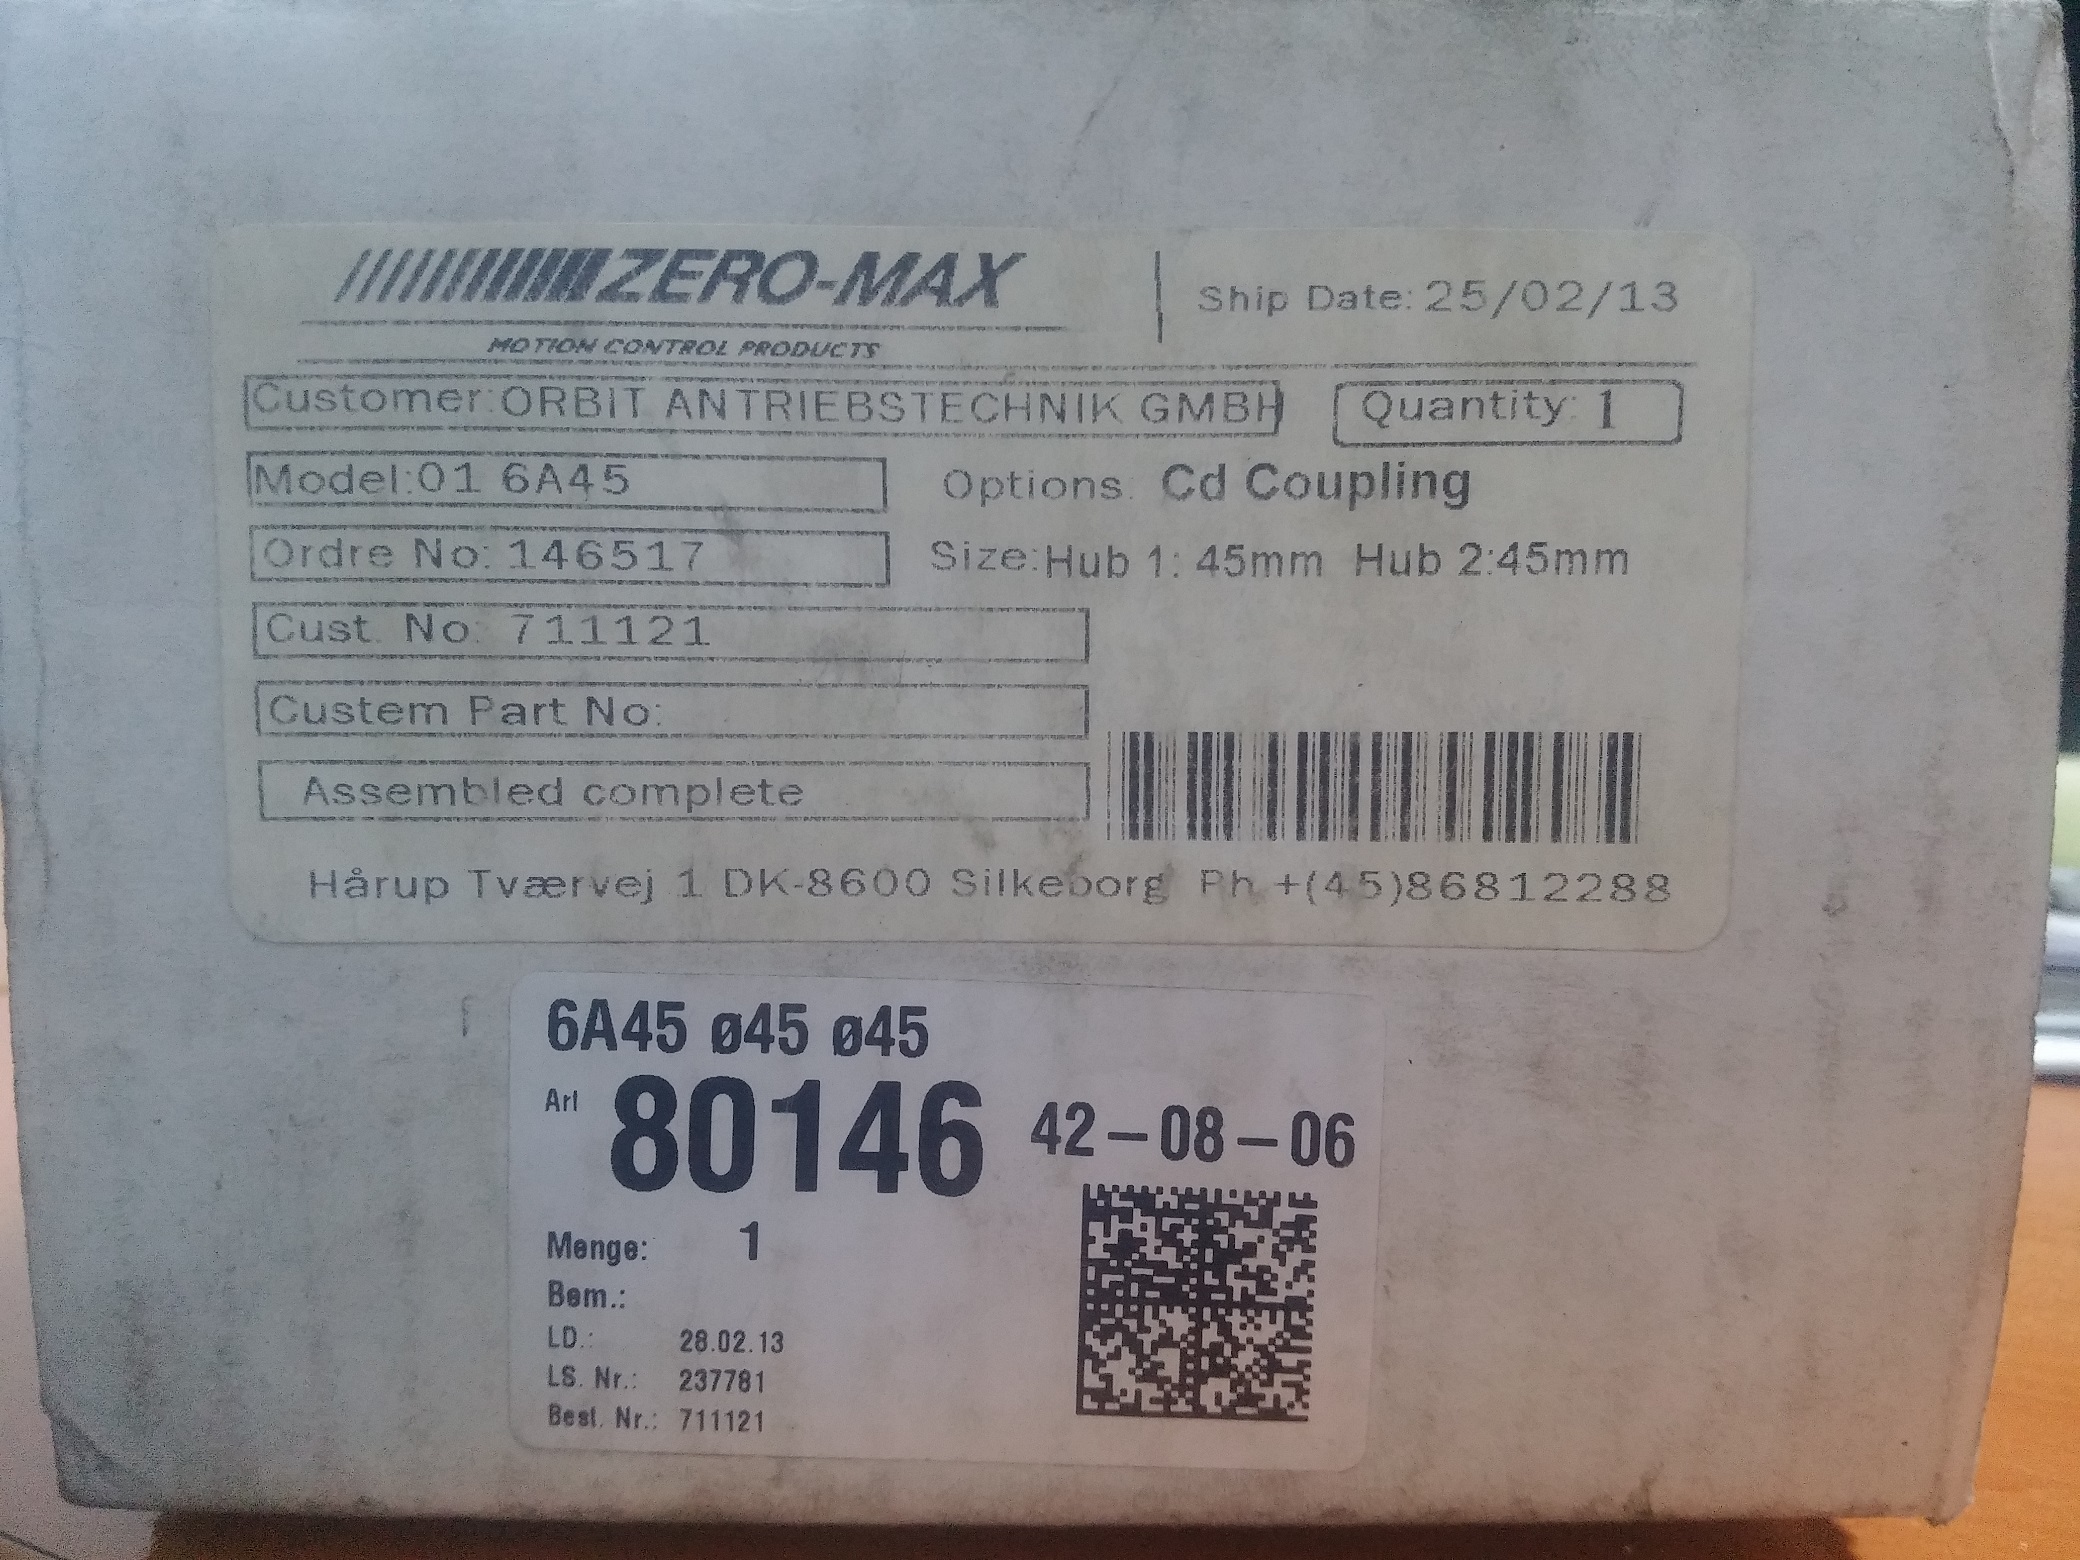 ZERO-MAX
MOTION CONTROL PRODUCTS
Ship Date: 25/02/13
Customer: ORBIT ANTRIEBSTECHNIK GMBH
Quantity: 1
Model:01 6A45
Options: Cd Coupling
Ordre No: 146517
Size: Hub 1: 45mm Hub 2:45mm
Cust. No: 711121
Custem Part No:
Assembled complete
Hårup Tværvej 1 DK-8600 Silkeborg Ph +(45)86812288
6A45 ø45 ø45
Art 80146 42-08-06
Menge: 1
Bem.:
LD.: 28.02.13
LS. Nr.: 237781
Best. Nr.: 711121